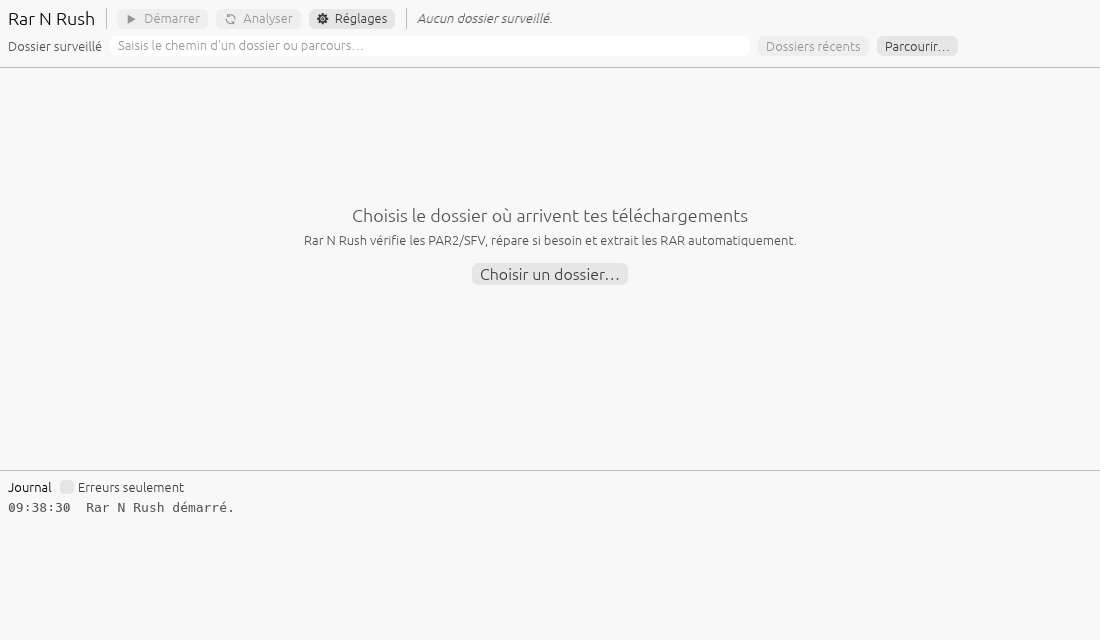 Rar N Rush ▶ Démarrer Analyser Réglages Aucun dossier surveillé.
Dossier surveillé Saisis le chemin d'un dossier ou parcours… Dossiers récents Parcourir…
Choisis le dossier où arrivent tes téléchargements
Rar N Rush vérifie les PAR2/SFV, répare si besoin et extrait les RAR automatiquement.
Choisir un dossier…
Journal Erreurs seulement
09:38:30 Rar N Rush démarré.